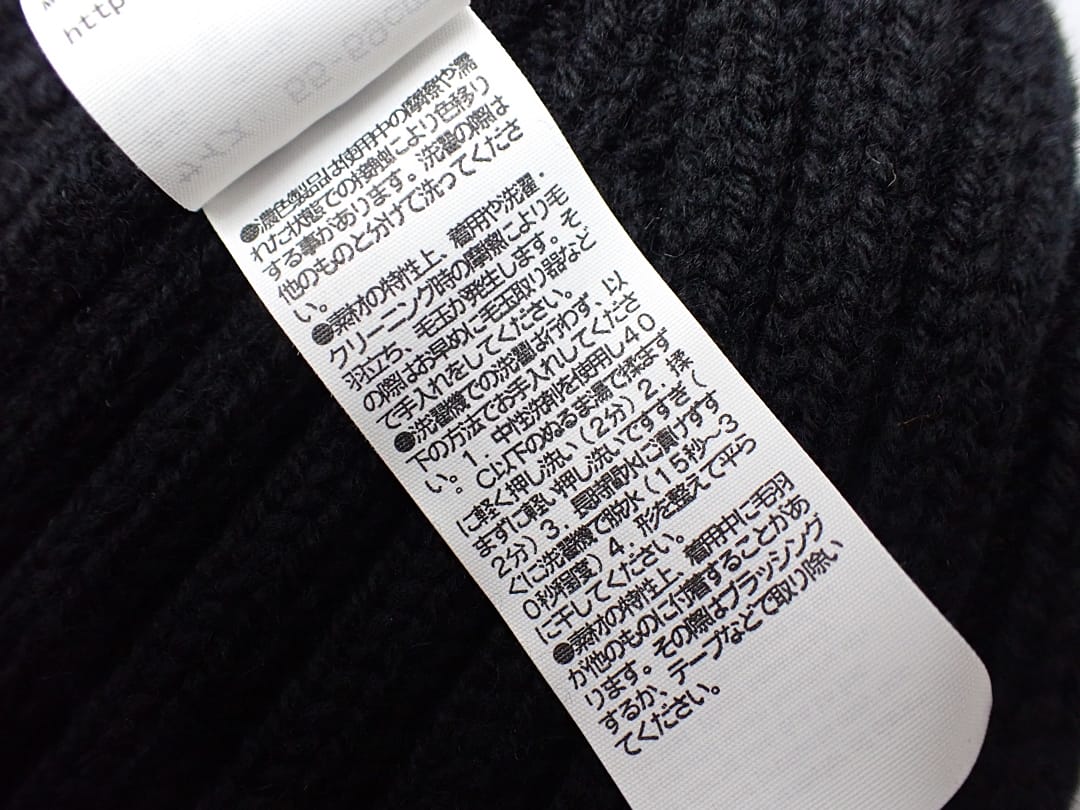 http
●濃色製品は使用中の摩擦や濡
れた状態での接触により色移り
する事があります。洗濯の際は
他のものと分けて洗ってくださ
い。
●素材の特性上、着用や洗濯・
クリーニング時の摩擦により毛
羽立ち、毛玉が発生します。そ
の際はお早めに毛玉取り器など
で手入れをしてください。
●洗濯機での洗濯は行わず、以
下の方法でお手入れしてくださ
い。1．中性洗剤を使用し40
℃以下のぬるま湯で揉まず
に軽く押し洗い（2分）2．揉
まずに軽い押し洗いですすぎ（
2分）3．長時間水に漬けずす
ぐに洗濯機で脱水（15秒～3
0秒程度）4．形を整えて平ら
に干してください。
●素材の特性上、着用中に毛羽
が他のものに付着することがあ
ります。その際はブラッシング
するか、テープなどで取り除い
てください。